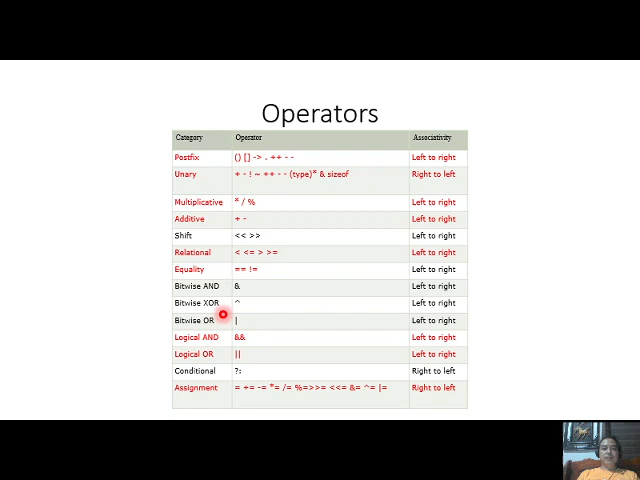 Operators
Category Operator Associativity
Postfix () [] -> . ++ - - Left to right
Unary + - ! ~ ++ - - (type)* & sizeof Right to left
Multiplicative * / % Left to right
Additive + - Left to right
Shift << >> Left to right
Relational < <= > >= Left to right
Equality == != Left to right
Bitwise AND & Left to right
Bitwise XOR ^ Left to right
Bitwise OR | Left to right
Logical AND && Left to right
Logical OR || Left to right
Conditional ?: Right to left
Assignment = += -= *= /= %=>>= <<= &= ^= |= Right to left